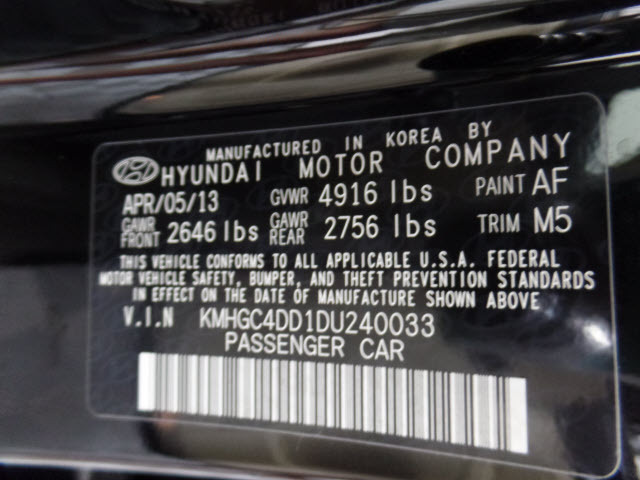 MANUFACTURED IN KOREA BY
HYUNDAI MOTOR COMPANY
APR/05/13 GVWR 4916 lbs PAINT AF
GAWR FRONT 2646 lbs GAWR REAR 2756 lbs TRIM M5
THIS VEHICLE CONFORMS TO ALL APPLICABLE U.S.A. FEDERAL
MOTOR VEHICLE SAFETY, BUMPER, AND THEFT PREVENTION STANDARDS
IN EFFECT ON THE DATE OF MANUFACTURE SHOWN ABOVE
V.I.N KMHGC4DD1DU240033
PASSENGER CAR